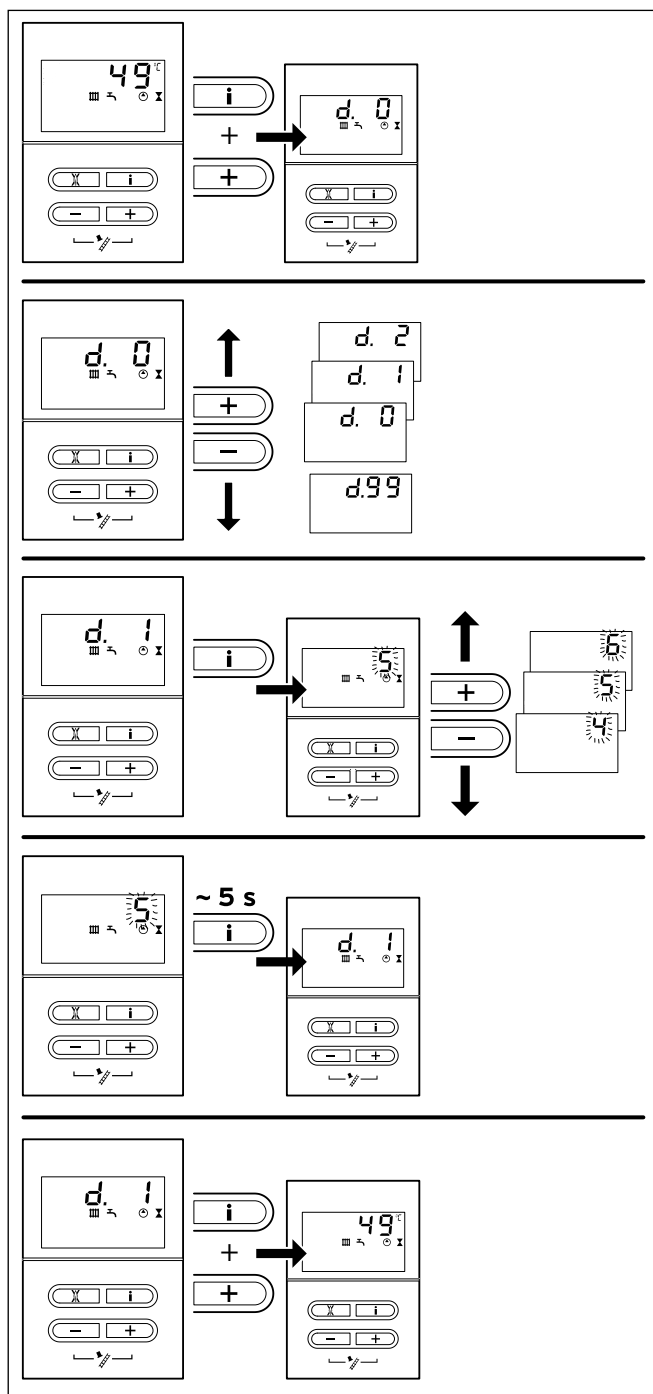 49 °C
i
+
+
d. 0
i
- +
i
- +
d. 0
+
-
i
- +
d. 2
d. 1
d. 0
d.99
d. 1
i
i
- +
5
i
- +
+
-
6
5
4
5
~ 5 s
i
i
- +
d. 1
i
- +
d. 1
i
+
+
i
- +
49 °C
i
- +